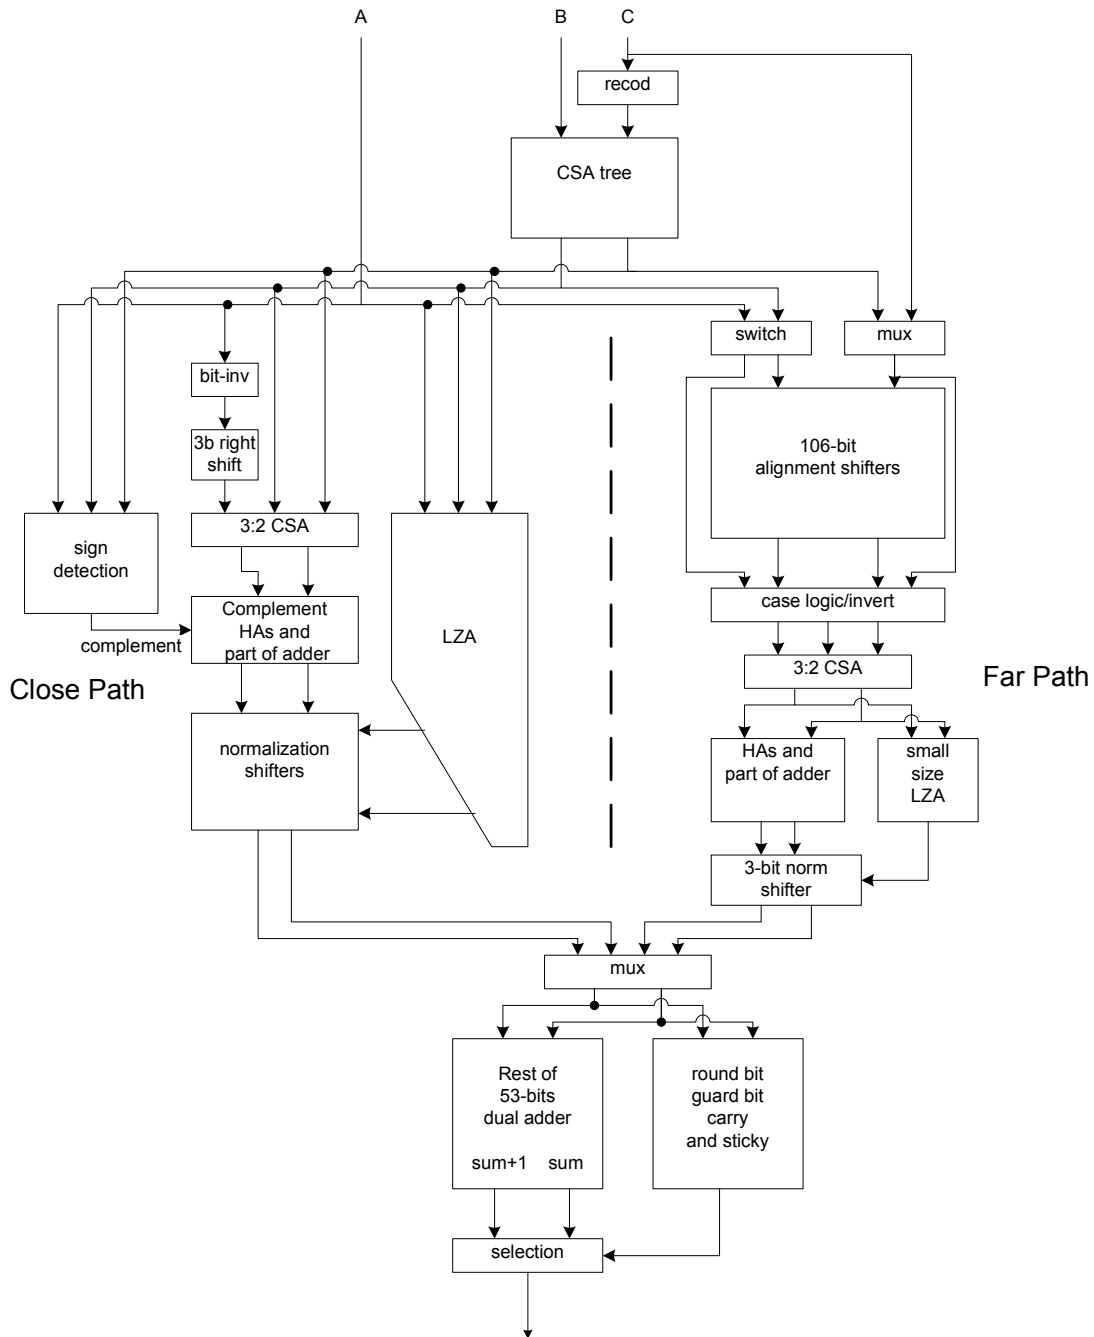 A
B
C
recod
CSA tree
switch
mux
bit-inv
3b right
shift
106-bit
alignment shifters
3:2 CSA
sign
detection
case logic/invert
Complement
HAs and
part of adder
complement
LZA
3:2 CSA
Close Path
Far Path
normalization
shifters
HAs and
part of adder
small
size
LZA
3-bit norm
shifter
mux
Rest of
53-bits
dual adder
sum+1 sum
round bit
guard bit
carry
and sticky
selection